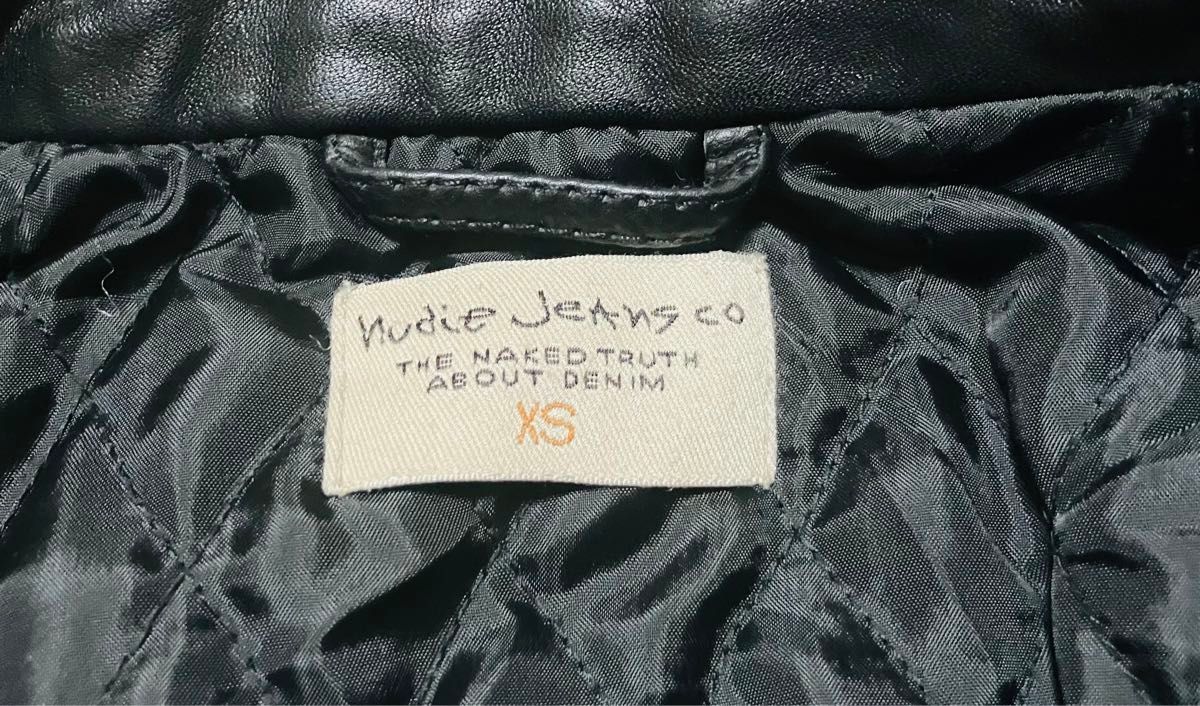 Nudie Jeans co
THE NAKED TRUTH
ABOUT DENIM
XS